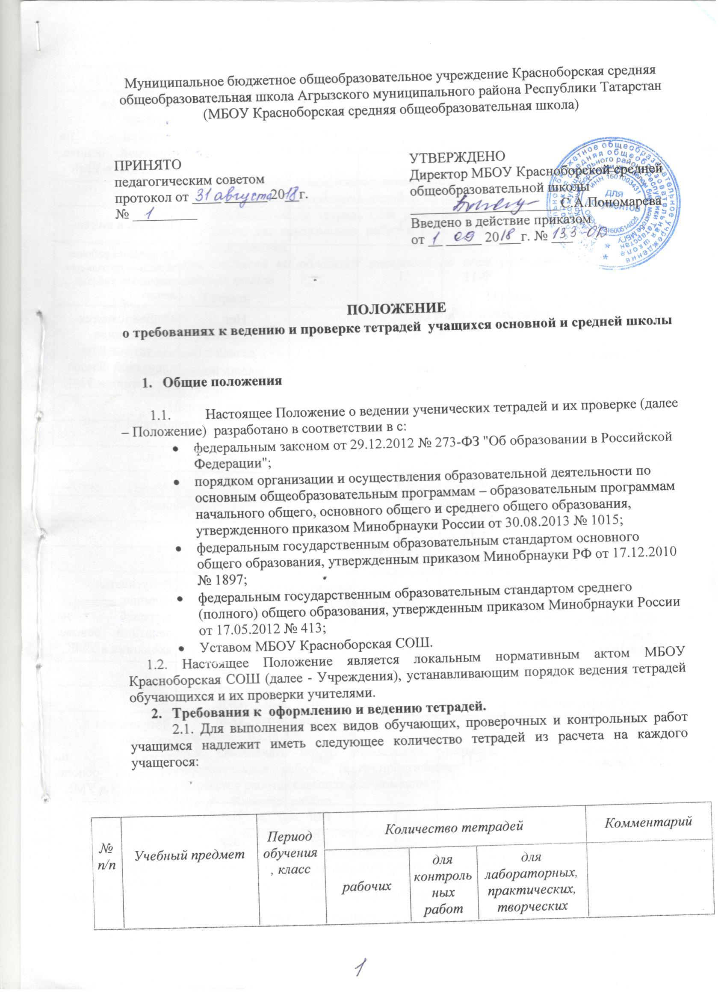 Муниципальное бюджетное общеобразовательное учреждение Красноборская средняя
общеобразовательная школа Агрызского муниципального района Республики Татарстан
(МБОУ Красноборская средняя общеобразовательная школа)
ПРИНЯТО
педагогическим советом
протокол от 31 августа 2018 г.
№ 1
УТВЕРЖДЕНО
Директор МБОУ Красноборской средней
общеобразовательной школы
С.А.Пономарева
Введено в действие приказом
от 1 09 2018 г. № 133-ОД
ИНН 1601003431
ДЛЯ
ДОКУМЕНТОВ
ПОЛОЖЕНИЕ
о требованиях к ведению и проверке тетрадей учащихся основной и средней школы
1. Общие положения
1.1. Настоящее Положение о ведении ученических тетрадей и их проверке (далее
– Положение) разработано в соответствии в с:
• федеральным законом от 29.12.2012 № 273-ФЗ "Об образовании в Российской
Федерации";
• порядком организации и осуществления образовательной деятельности по
основным общеобразовательным программам – образовательным программам
начального общего, основного общего и среднего общего образования,
утвержденного приказом Минобрнауки России от 30.08.2013 № 1015;
• федеральным государственным образовательным стандартом основного
общего образования, утвержденным приказом Минобрнауки РФ от 17.12.2010
№ 1897;
• федеральным государственным образовательным стандартом среднего
(полного) общего образования, утвержденным приказом Минобрнауки России
от 17.05.2012 № 413;
• Уставом МБОУ Красноборская СОШ.
1.2. Настоящее Положение является локальным нормативным актом МБОУ
Красноборская СОШ (далее - Учреждения), устанавливающим порядок ведения тетрадей
обучающихся и их проверки учителями.
2. Требования к оформлению и ведению тетрадей.
2.1. Для выполнения всех видов обучающих, проверочных и контрольных работ
учащимся надлежит иметь следующее количество тетрадей из расчета на каждого
учащегося:
№
п/п
Учебный предмет
Период
обучения
, класс
Количество тетрадей
Комментарий
рабочих
для
контроль
ных
работ
для
лабораторных,
практических,
творческих
1